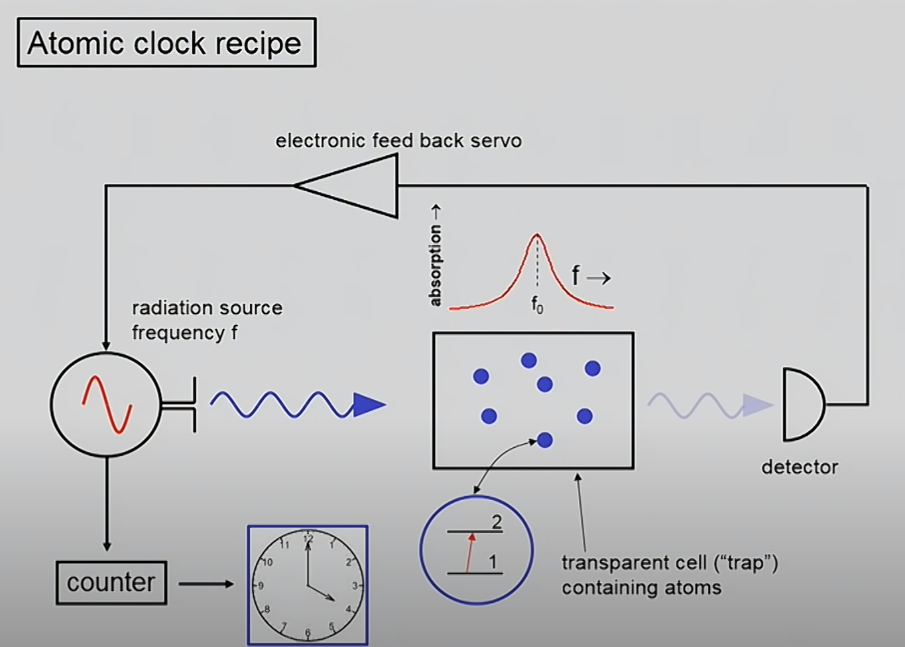 Atomic clock recipe
electronic feed back servo
absorption →
f →
f0
radiation source
frequency f
detector
2
1
transparent cell ("trap")
containing atoms
counter
12
1
2
3
4
5
6
7
8
9
10
11